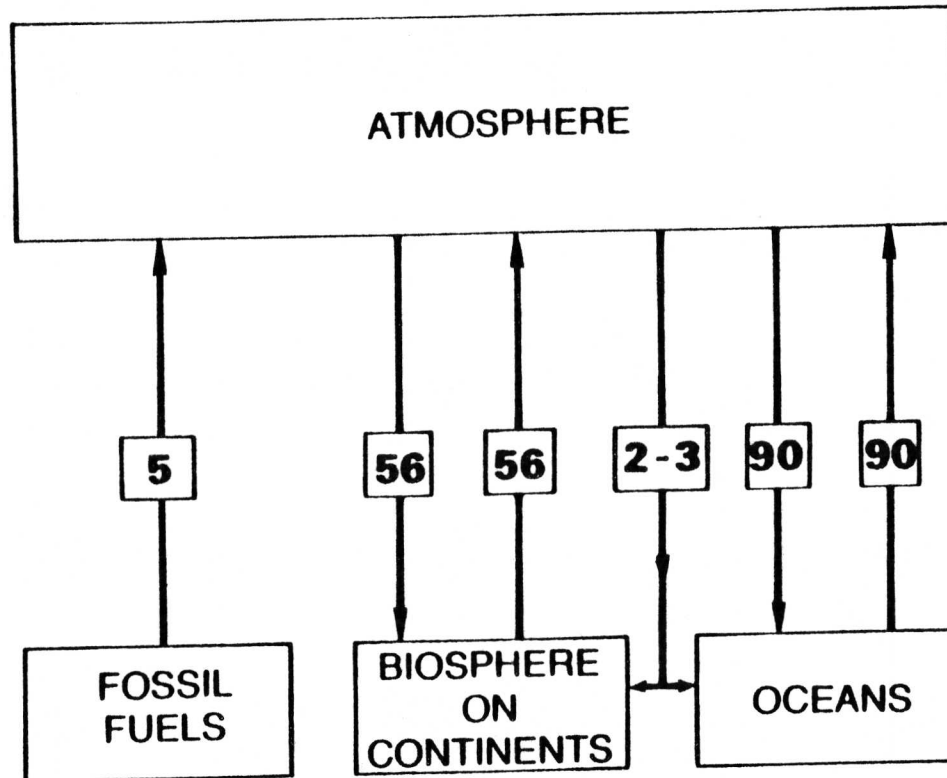 ATMOSPHERE
5
56
56
2-3
90
90
FOSSIL
FUELS
BIOSPHERE
ON
CONTINENTS
OCEANS